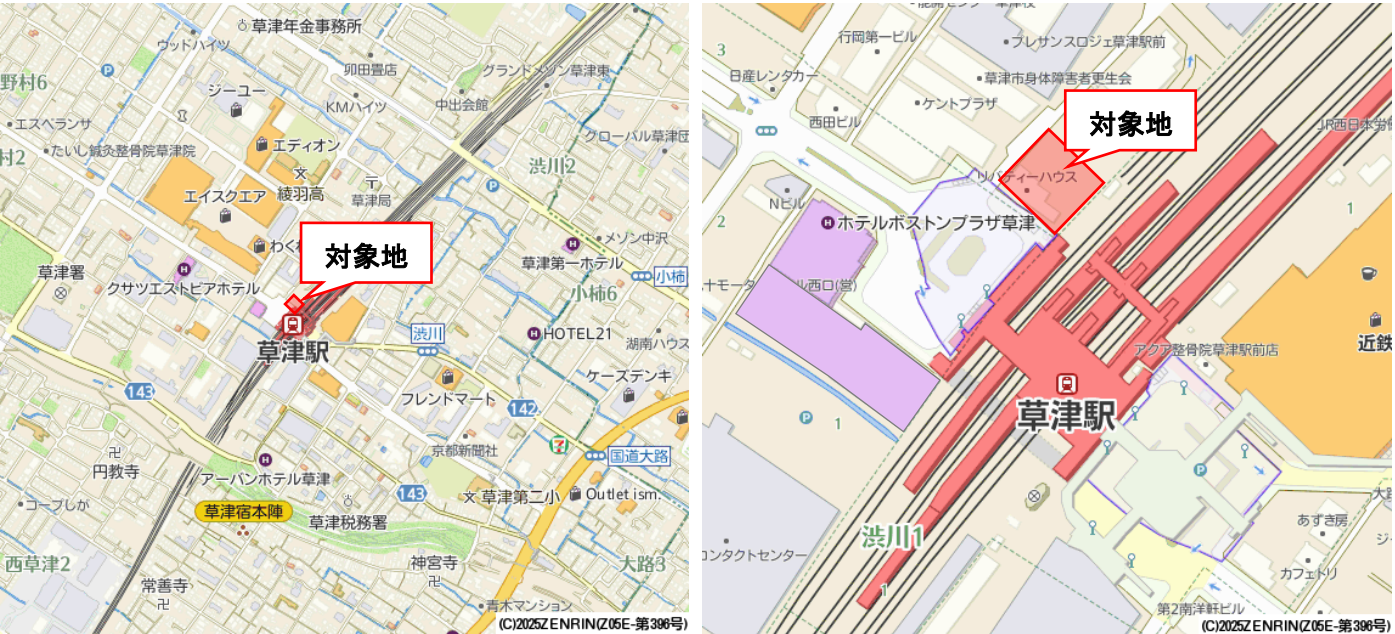 草津年金事務所
ウッドハイツ
卯田畳店
グランドメゾン草津東
野村6
ジーユー
KMハイツ
中出会館
エスペランサ
エディオン
グローバル草津団
村2
たいし鍼灸整骨院草津院
渋川2
綾羽高
エイスクエア
草津局
わくわ
メゾン中沢
対象地
草津第一ホテル
草津署
小柿
クサツエストピアホテル
小柿6
渋川
HOTEL21
湖南ハウス
草津駅
ケーズデンキ
143
フレンドマート
142
京都新聞社
国道大路
円教寺
アーバンホテル草津
143
草津第二小
Outlet ism.
コープしが
草津宿本陣
草津税務署
西草津2
神宮寺
大路3
常善寺
青木マンション
(C)2025ZENRIN(Z05E-第396号)
行岡第一ビル
プレサンスロジェ草津駅前
3
日産レンタカー
草津市身体障害者更生会
ケントプラザ
西田ビル
対象地
JR西日本労
リバティーハウス
Nビル
2
ホテルボストンプラザ草津
1
ル西口(営)
アクア整骨院草津駅前店
近鉄
草津駅
P
1
渋川1
コンタクトセンター
あずき房
カフェトリ
1
第2南洋軒ビル
(C)2025ZENRIN(Z05E-第396号)